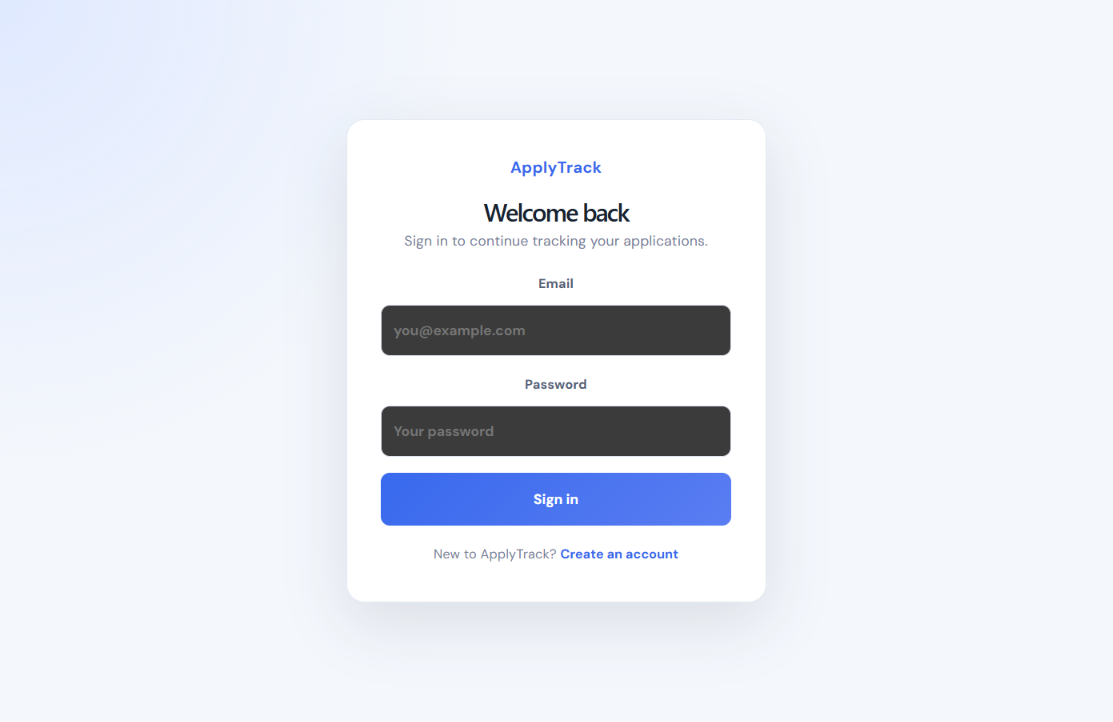 ApplyTrack
Welcome back
Sign in to continue tracking your applications.
Email
you@example.com
Password
Your password
Sign in
New to ApplyTrack? Create an account